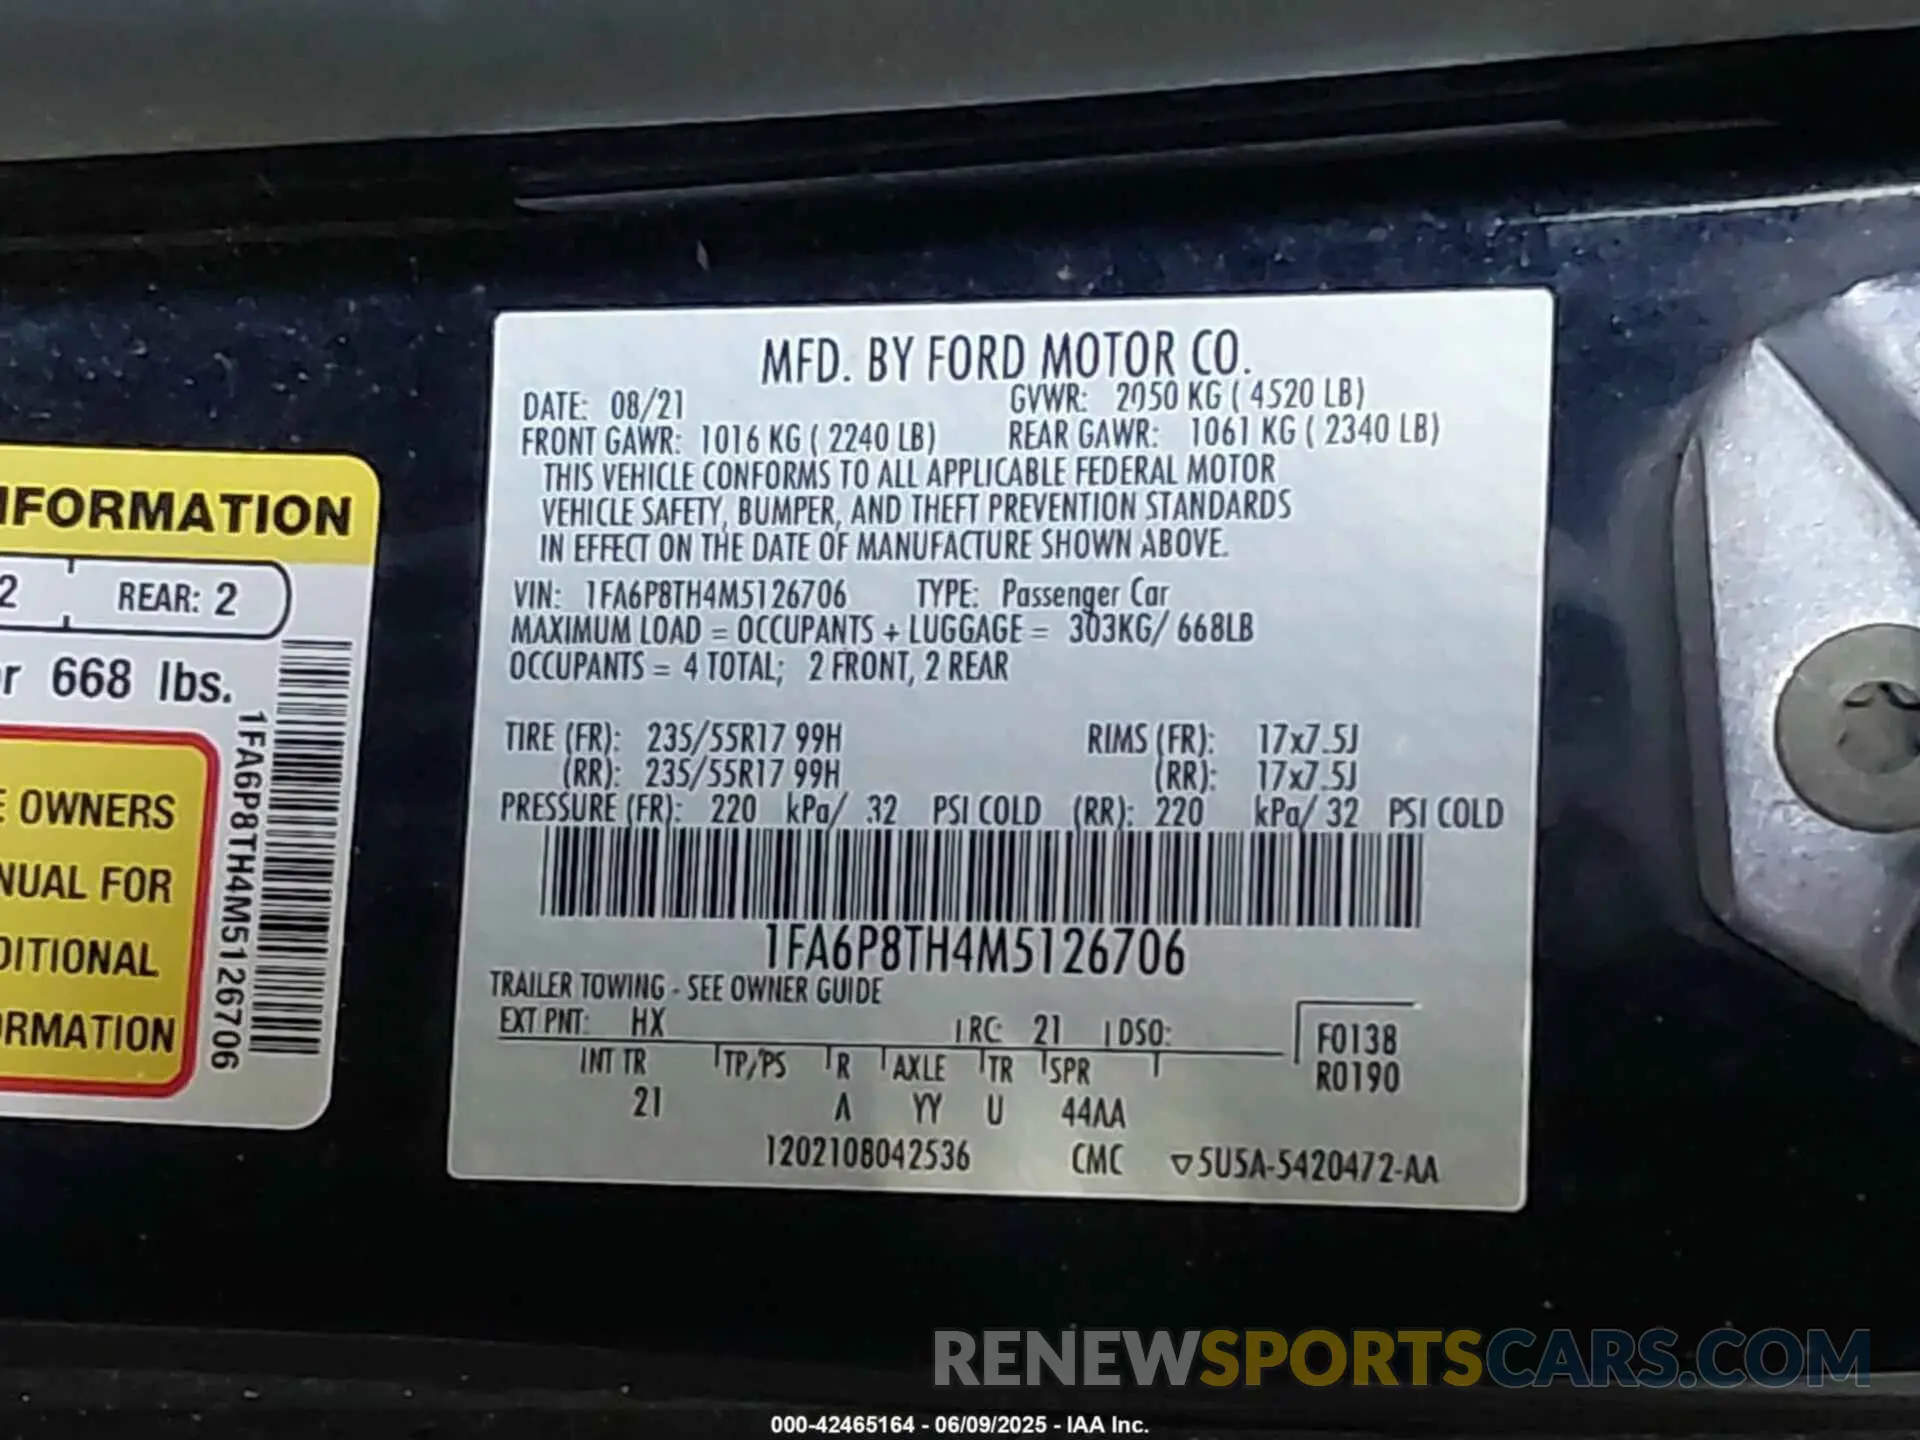 MFD. BY FORD MOTOR CO.
DATE: 08/21 GVWR: 2050 KG ( 4520 LB)
FRONT GAWR: 1016 KG ( 2240 LB) REAR GAWR: 1061 KG ( 2340 LB)
THIS VEHICLE CONFORMS TO ALL APPLICABLE FEDERAL MOTOR
VEHICLE SAFETY, BUMPER, AND THEFT PREVENTION STANDARDS
IN EFFECT ON THE DATE OF MANUFACTURE SHOWN ABOVE.
VIN: 1FA6P8TH4M5126706 TYPE: Passenger Car
MAXIMUM LOAD = OCCUPANTS + LUGGAGE = 303KG/ 668LB
OCCUPANTS = 4 TOTAL; 2 FRONT, 2 REAR
TIRE (FR): 235/55R17 99H RIMS (FR): 17x7.5J
(RR): 235/55R17 99H (RR): 17x7.5J
PRESSURE (FR): 220 kPa/ 32 PSI COLD (RR): 220 kPa/ 32 PSI COLD
1FA6P8TH4M5126706
TRAILER TOWING - SEE OWNER GUIDE
EXT PNT: HX RC: 21 DSO: F0138
INT TR TP/PS R AXLE TR SPR R0190
21 A YY U 44AA
1202108042536 CMC ▽5U5A-5420472-AA
NFORMATION
2 REAR: 2
r 668 lbs.
E OWNERS
NUAL FOR
DITIONAL
ORMATION
1FA6P8TH4M5126706
RENEWSPORTSCARS.COM
000-42465164 - 06/09/2025 - IAA Inc.